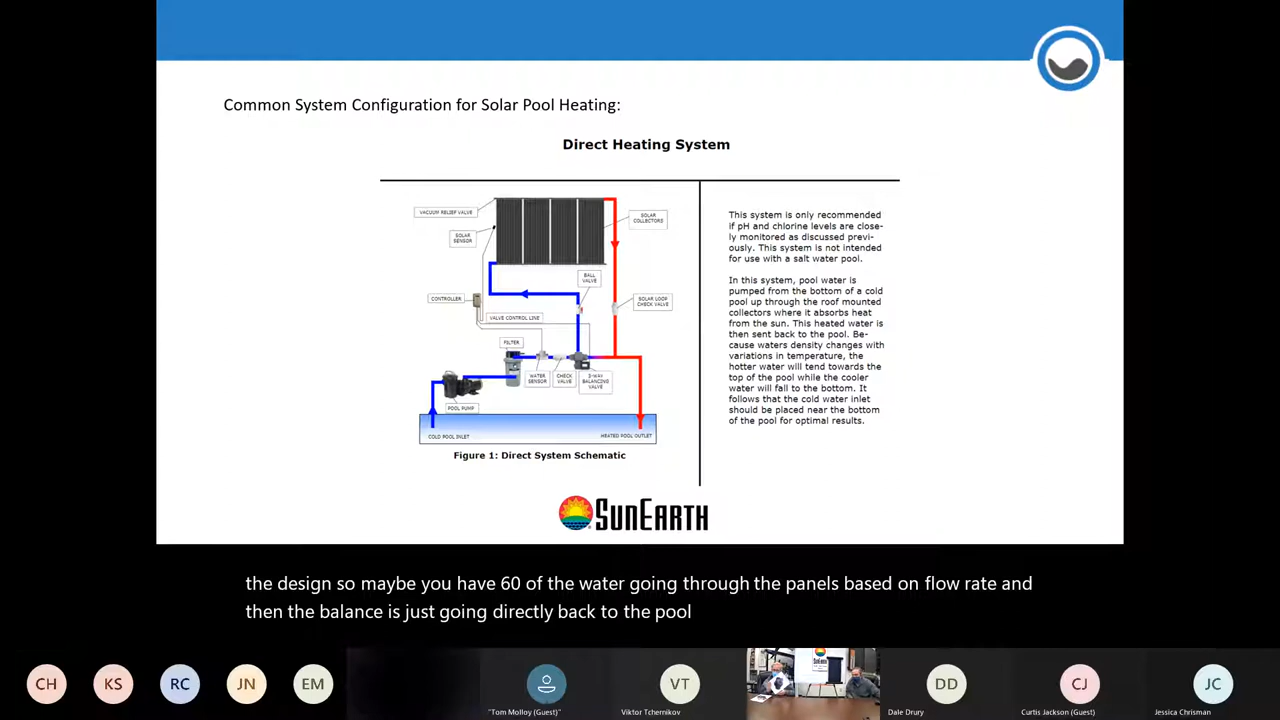 Common System Configuration for Solar Pool Heating:
Direct Heating System
VACUUM RELIEF VALVE
SOLAR
COLLECTORS
SOLAR
SENSOR
BALL
VALVE
CONTROLLER
SOLAR LOOP
CHECK VALVE
VALVE CONTROL LINE
FILTER
WATER
SENSOR
CHECK
VALVE
3-WAY
BALANCING
VALVE
POOL PUMP
COLD POOL INLET
HEATED POOL OUTLET
Figure 1: Direct System Schematic
This system is only recommended
if pH and chlorine levels are close-
ly monitored as discussed previ-
ously. This system is not intended
for use with a salt water pool.
In this system, pool water is
pumped from the bottom of a cold
pool up through the roof mounted
collectors where it absorbs heat
from the sun. This heated water is
then sent back to the pool. Be-
cause waters density changes with
variations in temperature, the
hotter water will tend towards the
top of the pool while the cooler
water will fall to the bottom. It
follows that the cold water inlet
should be placed near the bottom
of the pool for optimal results.
SUNEARTH
the design so maybe you have 60 of the water going through the panels based on flow rate and
then the balance is just going directly back to the pool
CH
KS
RC
JN
EM
"Tom Molloy (Guest)"
VT
Viktor Tchernikov
DD
Dale Drury
CJ
Curtis Jackson (Guest)
JC
Jessica Chrisman